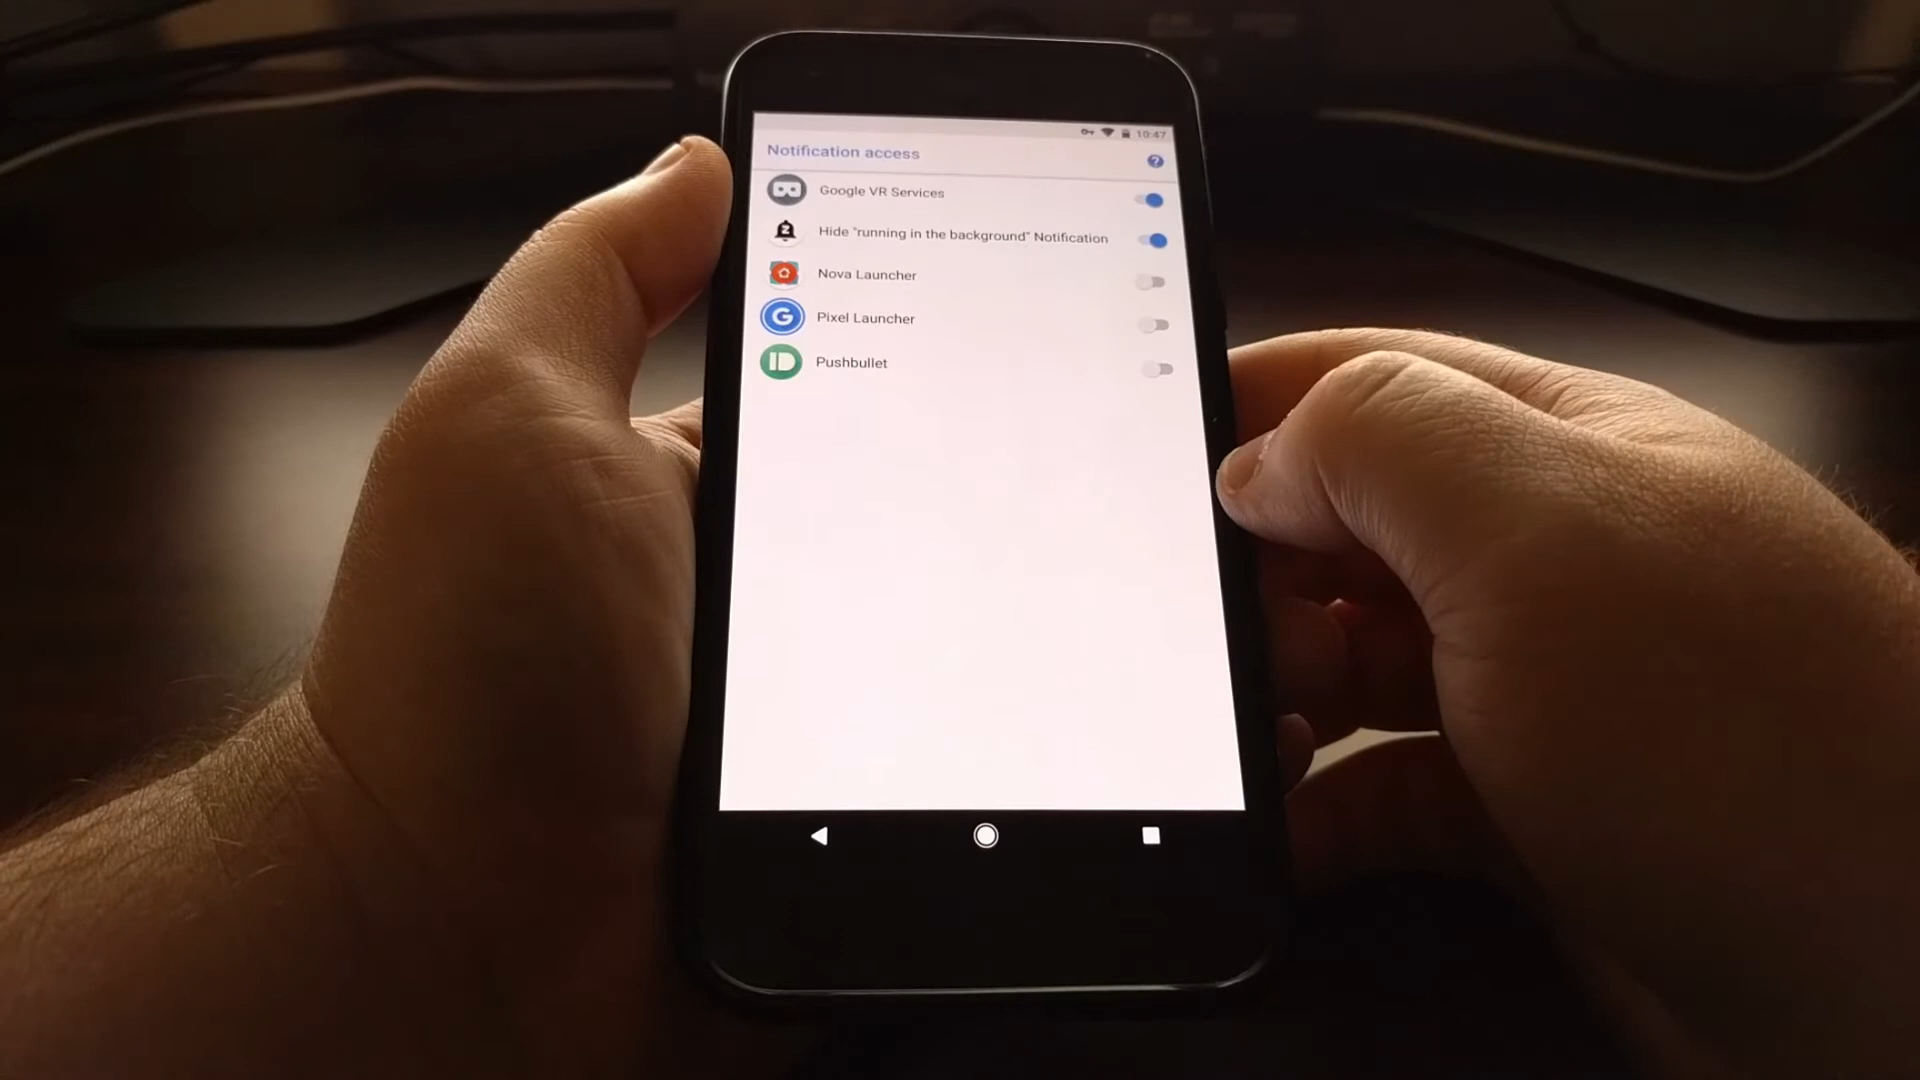 10:47
Notification access
?
Google VR Services
Hide "running in the background" Notification
Nova Launcher
Pixel Launcher
Pushbullet